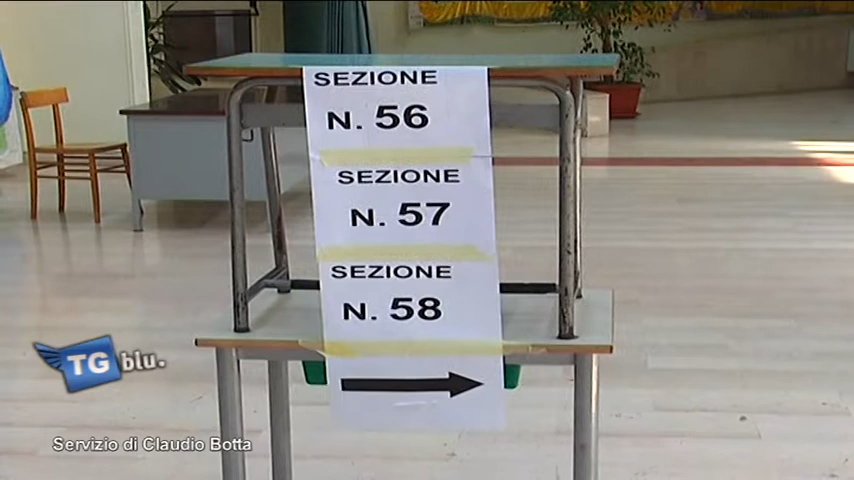 SEZIONE
N. 56
SEZIONE
N. 57
SEZIONE
N. 58
TG blu.
Servizio di Claudio Botta